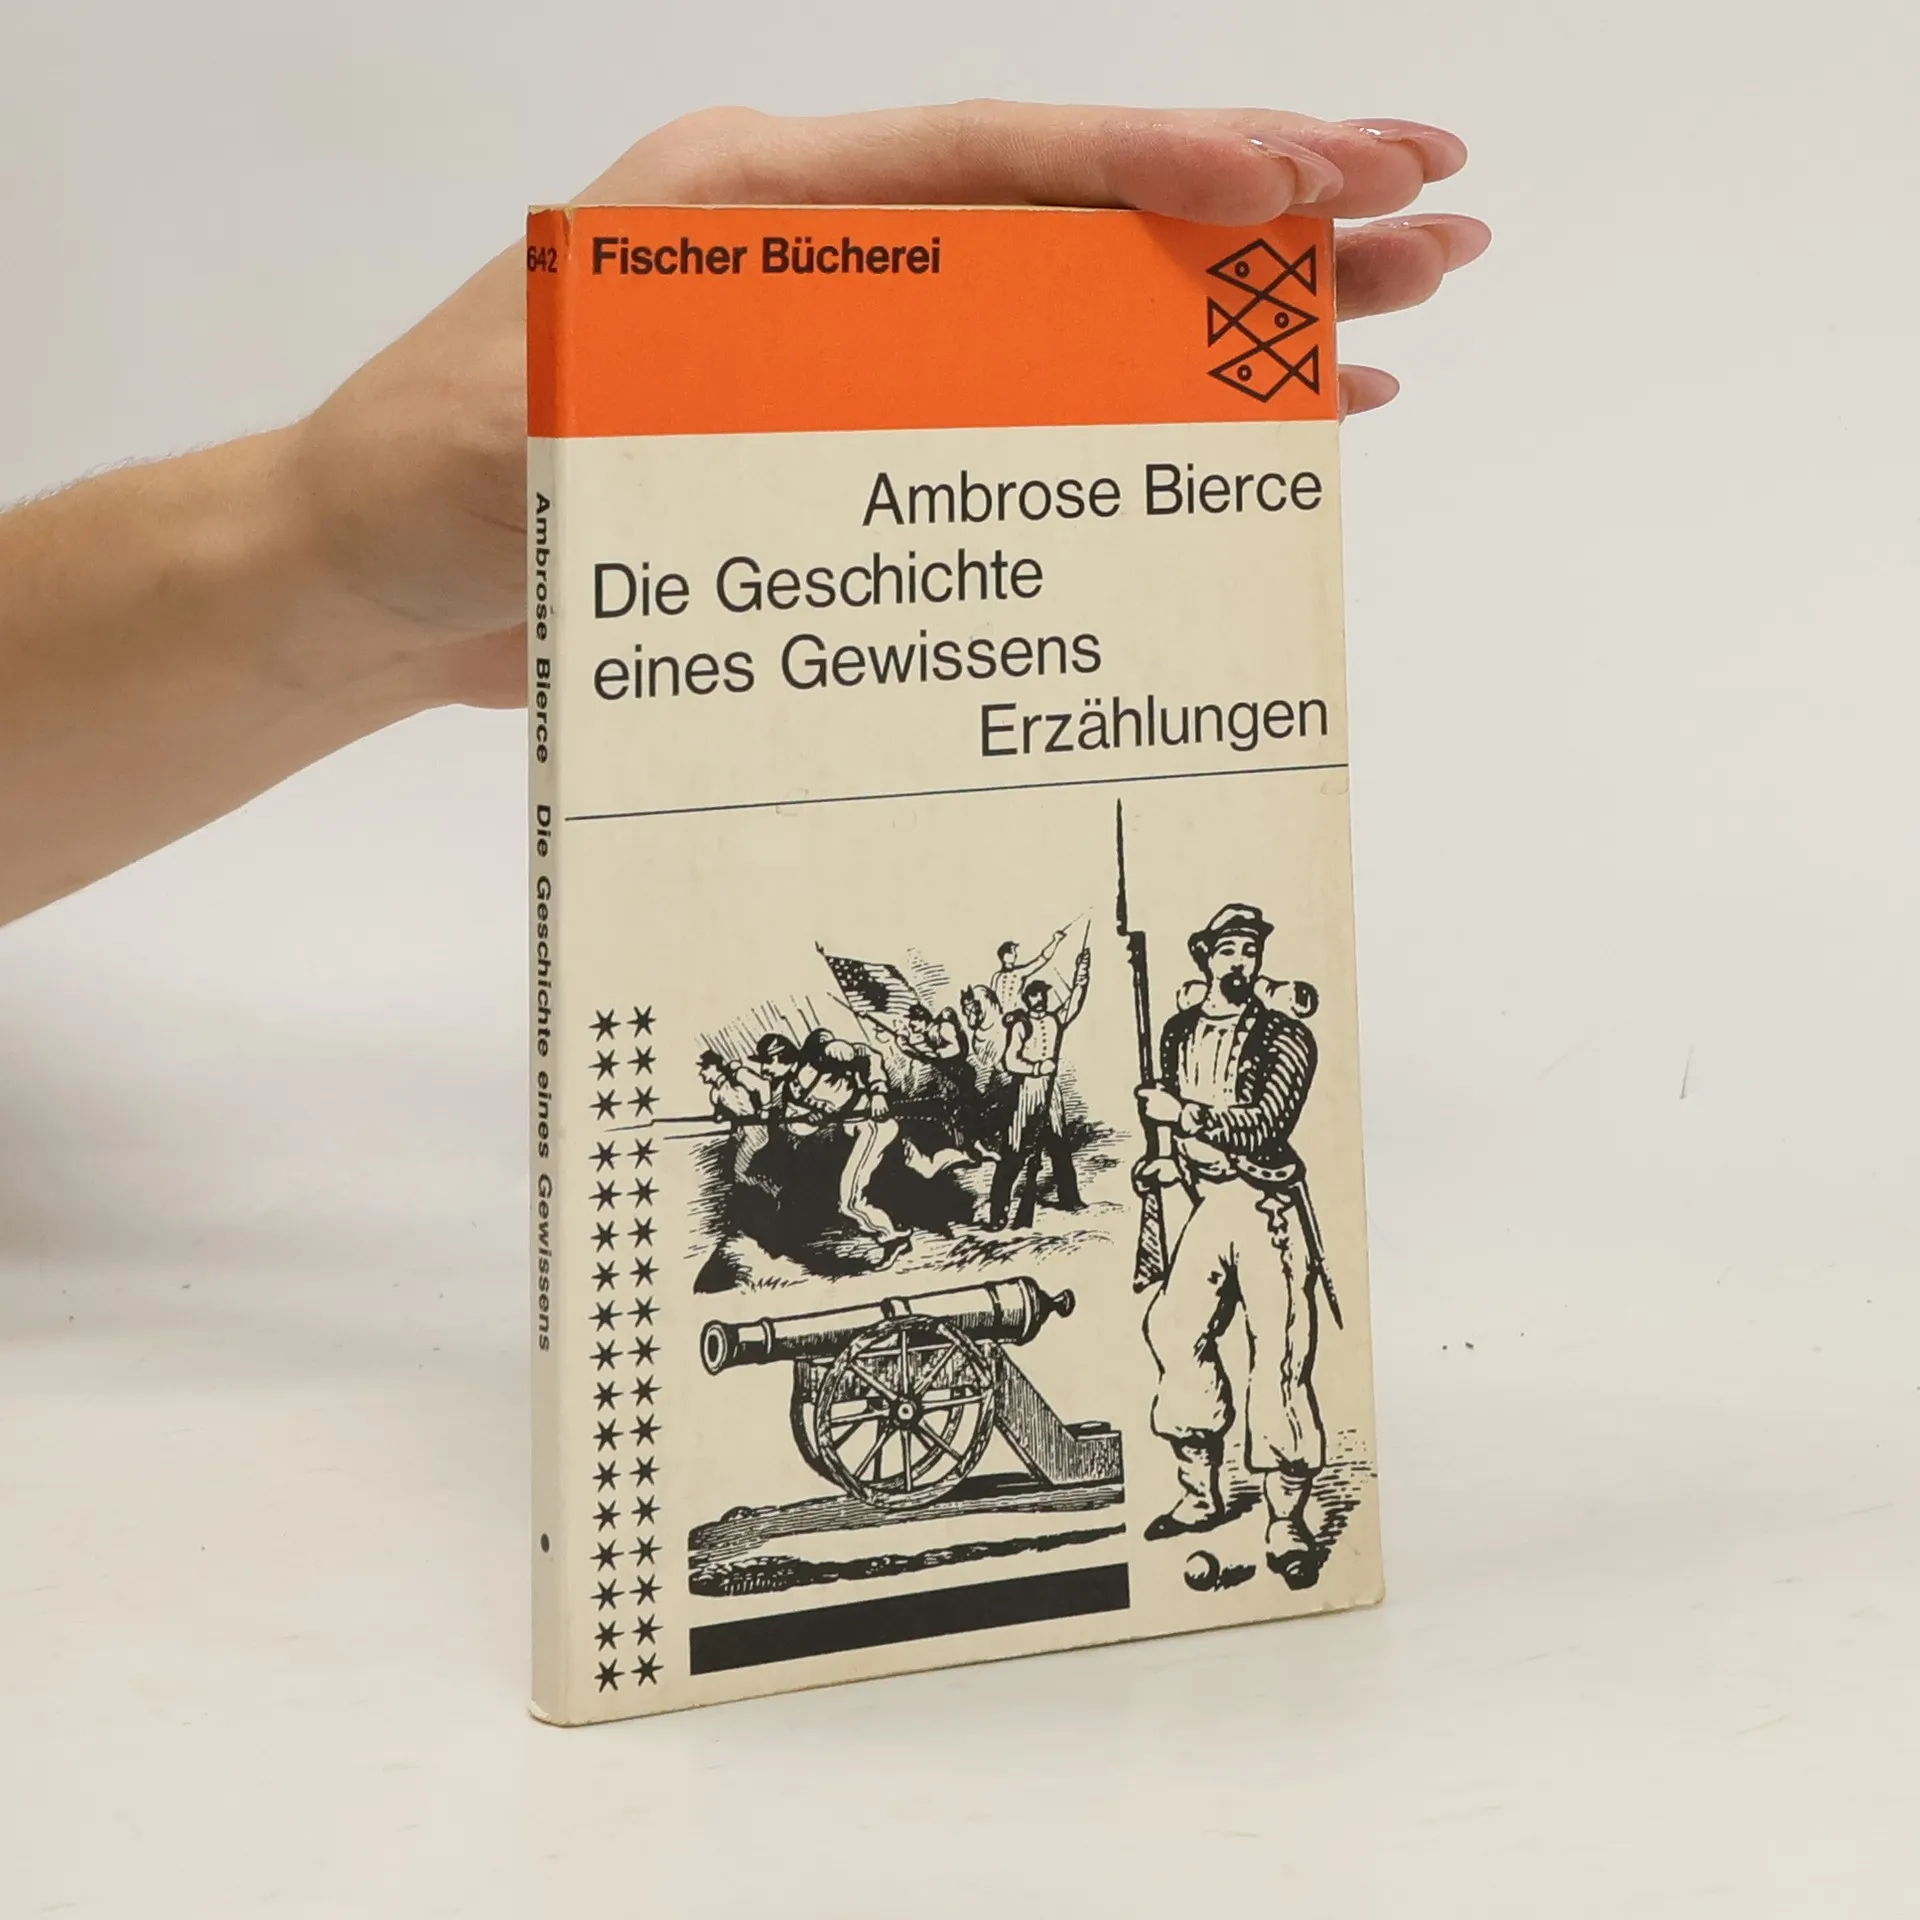 642
Fischer Bücherei
Ambrose Bierce
Die Geschichte
eines Gewissens
Erzählungen
Ambrose Bierce Die Geschichte eines Gewissens